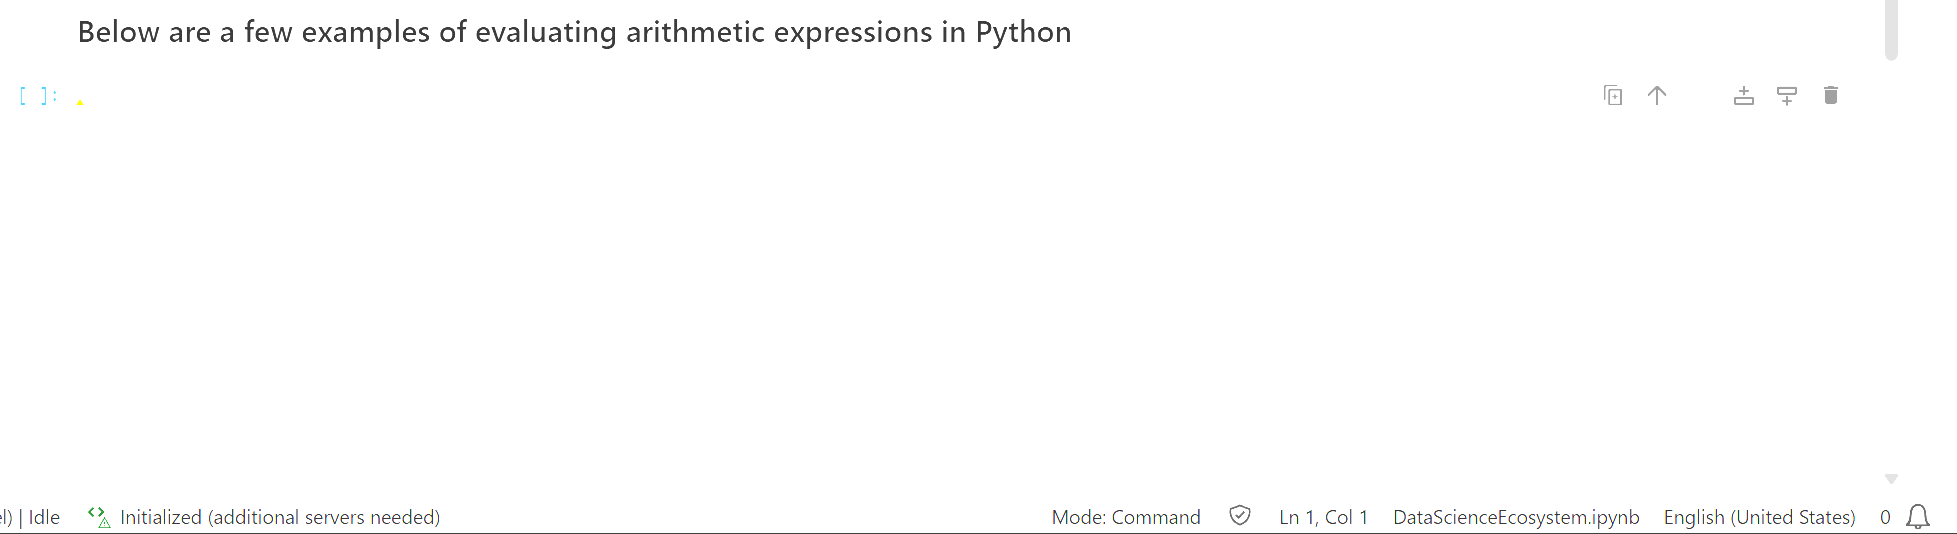 Below are a few examples of evaluating arithmetic expressions in Python
[ ]:
l) | Idle Initialized (additional servers needed) Mode: Command Ln 1, Col 1 DataScienceEcosystem.ipynb English (United States) 0